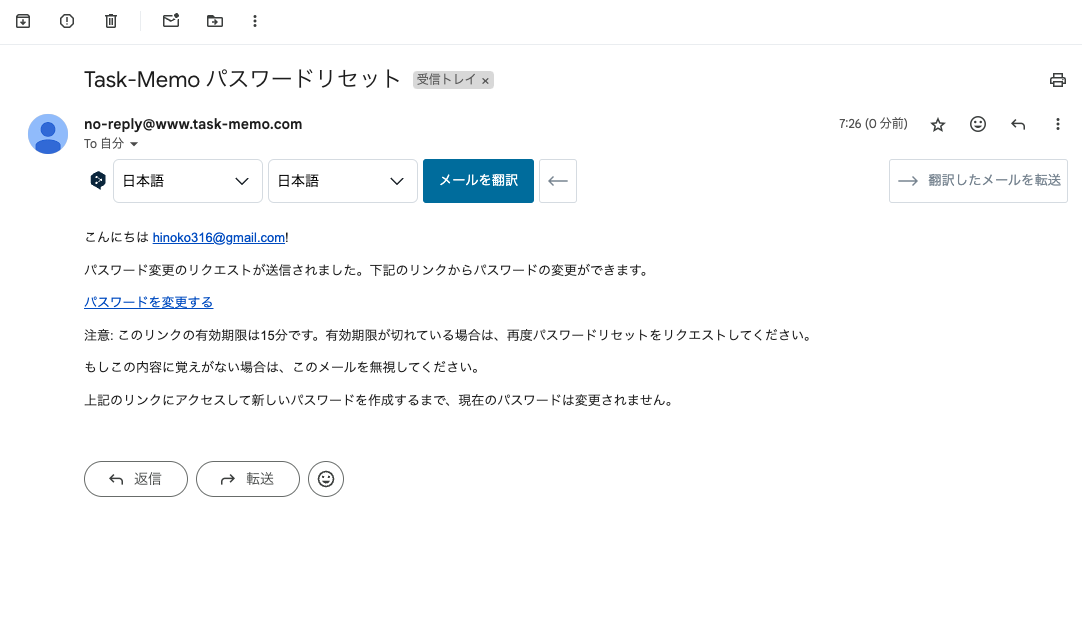 Task-Memo パスワードリセット 受信トレイ ×
no-reply@www.task-memo.com 7:26 (0 分前)
To 自分
日本語 日本語 メールを翻訳 翻訳したメールを転送
こんにちは hinoko316@gmail.com!
パスワード変更のリクエストが送信されました。下記のリンクからパスワードの変更ができます。
パスワードを変更する
注意: このリンクの有効期限は15分です。有効期限が切れている場合は、再度パスワードリセットをリクエストしてください。
もしこの内容に覚えがない場合は、このメールを無視してください。
上記のリンクにアクセスして新しいパスワードを作成するまで、現在のパスワードは変更されません。
返信 転送